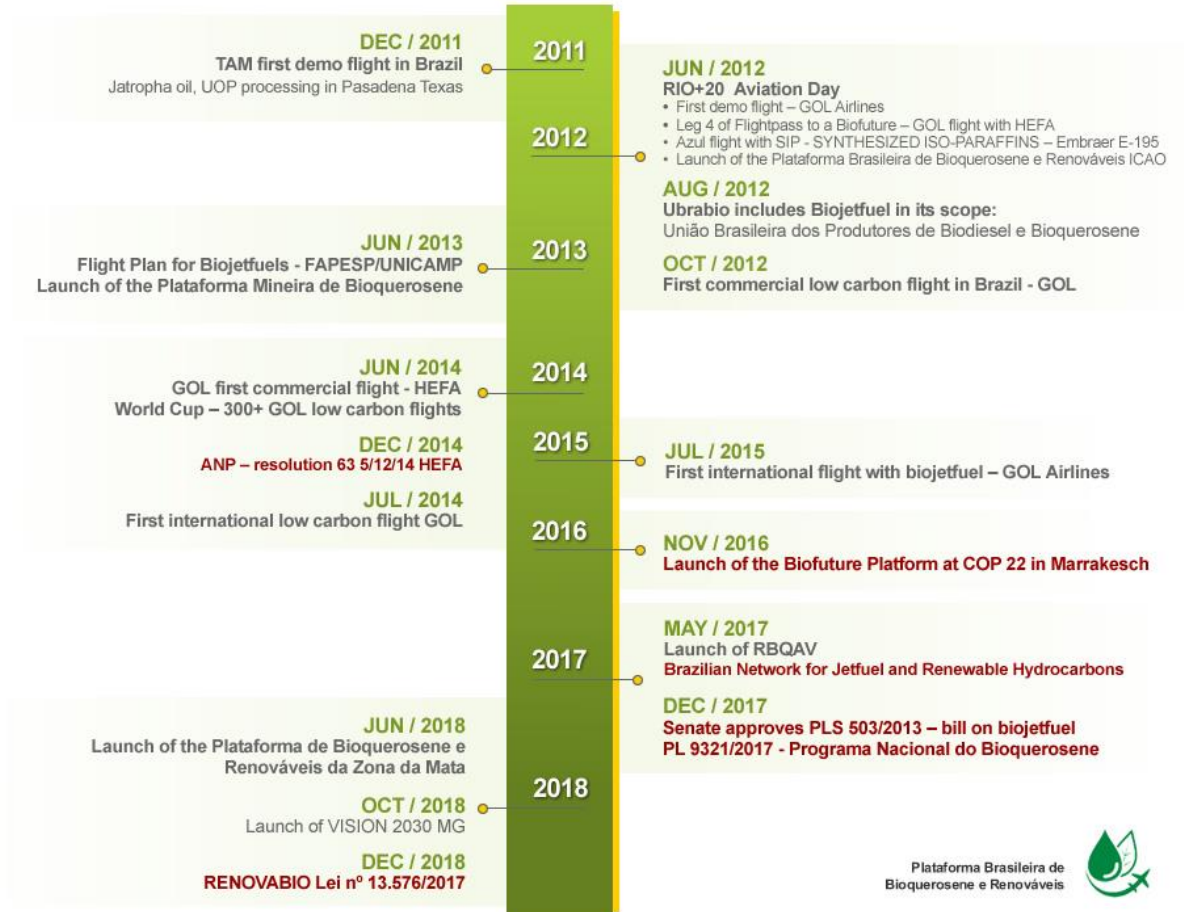 DEC / 2011
TAM first demo flight in Brazil
Jatropha oil, UOP processing in Pasadena Texas
2011
JUN / 2012
RIO+20 Aviation Day
• First demo flight – GOL Airlines
• Leg 4 of Flightpass to a Biofuture – GOL flight with HEFA
• Azul flight with SIP - SYNTHESIZED ISO-PARAFFINS – Embraer E-195
• Launch of the Plataforma Brasileira de Bioquerosene e Renováveis ICAO
2012
AUG / 2012
Ubrabio includes Biojetfuel in its scope:
União Brasileira dos Produtores de Biodiesel e Bioquerosene
OCT / 2012
First commercial low carbon flight in Brazil - GOL
JUN / 2013
Flight Plan for Biojetfuels - FAPESP/UNICAMP
Launch of the Plataforma Mineira de Bioquerosene
2013
JUN / 2014
GOL first commercial flight - HEFA
World Cup – 300+ GOL low carbon flights
2014
DEC / 2014
ANP – resolution 63 5/12/14 HEFA
JUL / 2014
First international low carbon flight GOL
2015
JUL / 2015
First international flight with biojetfuel – GOL Airlines
2016
NOV / 2016
Launch of the Biofuture Platform at COP 22 in Marrakesch
2017
MAY / 2017
Launch of RBQAV
Brazilian Network for Jetfuel and Renewable Hydrocarbons
DEC / 2017
Senate approves PLS 503/2013 – bill on biojetfuel
PL 9321/2017 - Programa Nacional do Bioquerosene
JUN / 2018
Launch of the Plataforma de Bioquerosene e
Renováveis da Zona da Mata
2018
OCT / 2018
Launch of VISION 2030 MG
DEC / 2018
RENOVABIO Lei nº 13.576/2017
Plataforma Brasileira de
Bioquerosene e Renováveis